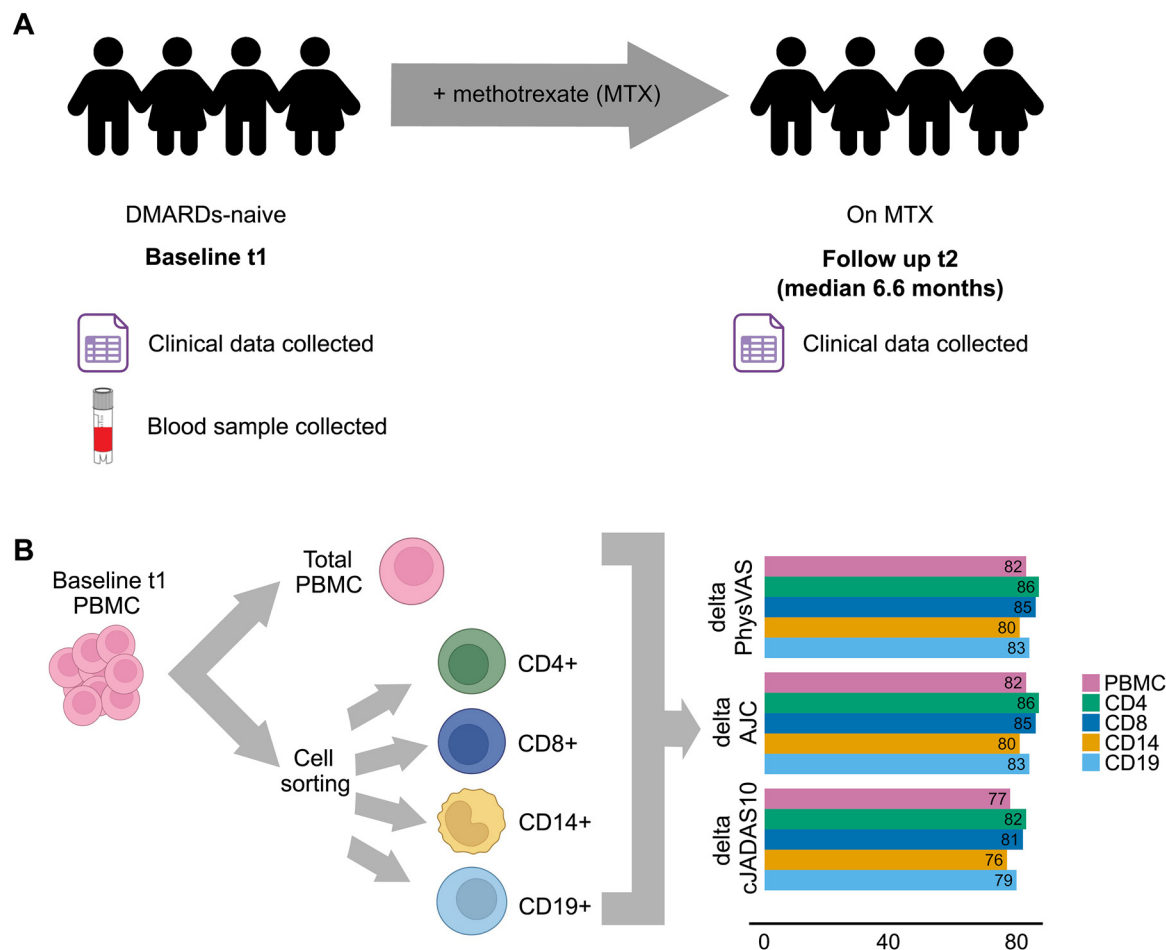 A
+ methotrexate (MTX)
DMARDs-naive
Baseline t1
On MTX
Follow up t2
(median 6.6 months)
Clinical data collected
Clinical data collected
Blood sample collected
B
Baseline t1
PBMC
Total
PBMC
Cell
sorting
CD4+
CD8+
CD14+
CD19+
delta
PhysVAS
82
86
85
80
83
delta
AJC
82
86
85
80
83
delta
cJADAS10
77
82
81
76
79
0 40 80
PBMC
CD4
CD8
CD14
CD19